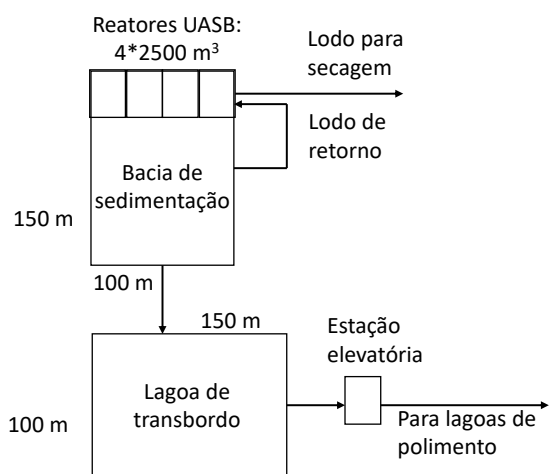 Reatores UASB:
4*2500 m³
Lodo para
secagem
Lodo de
retorno
Bacia de
sedimentação
150 m
100 m
150 m
Estação
elevatória
Lagoa de
transbordo
100 m
Para lagoas de
polimento